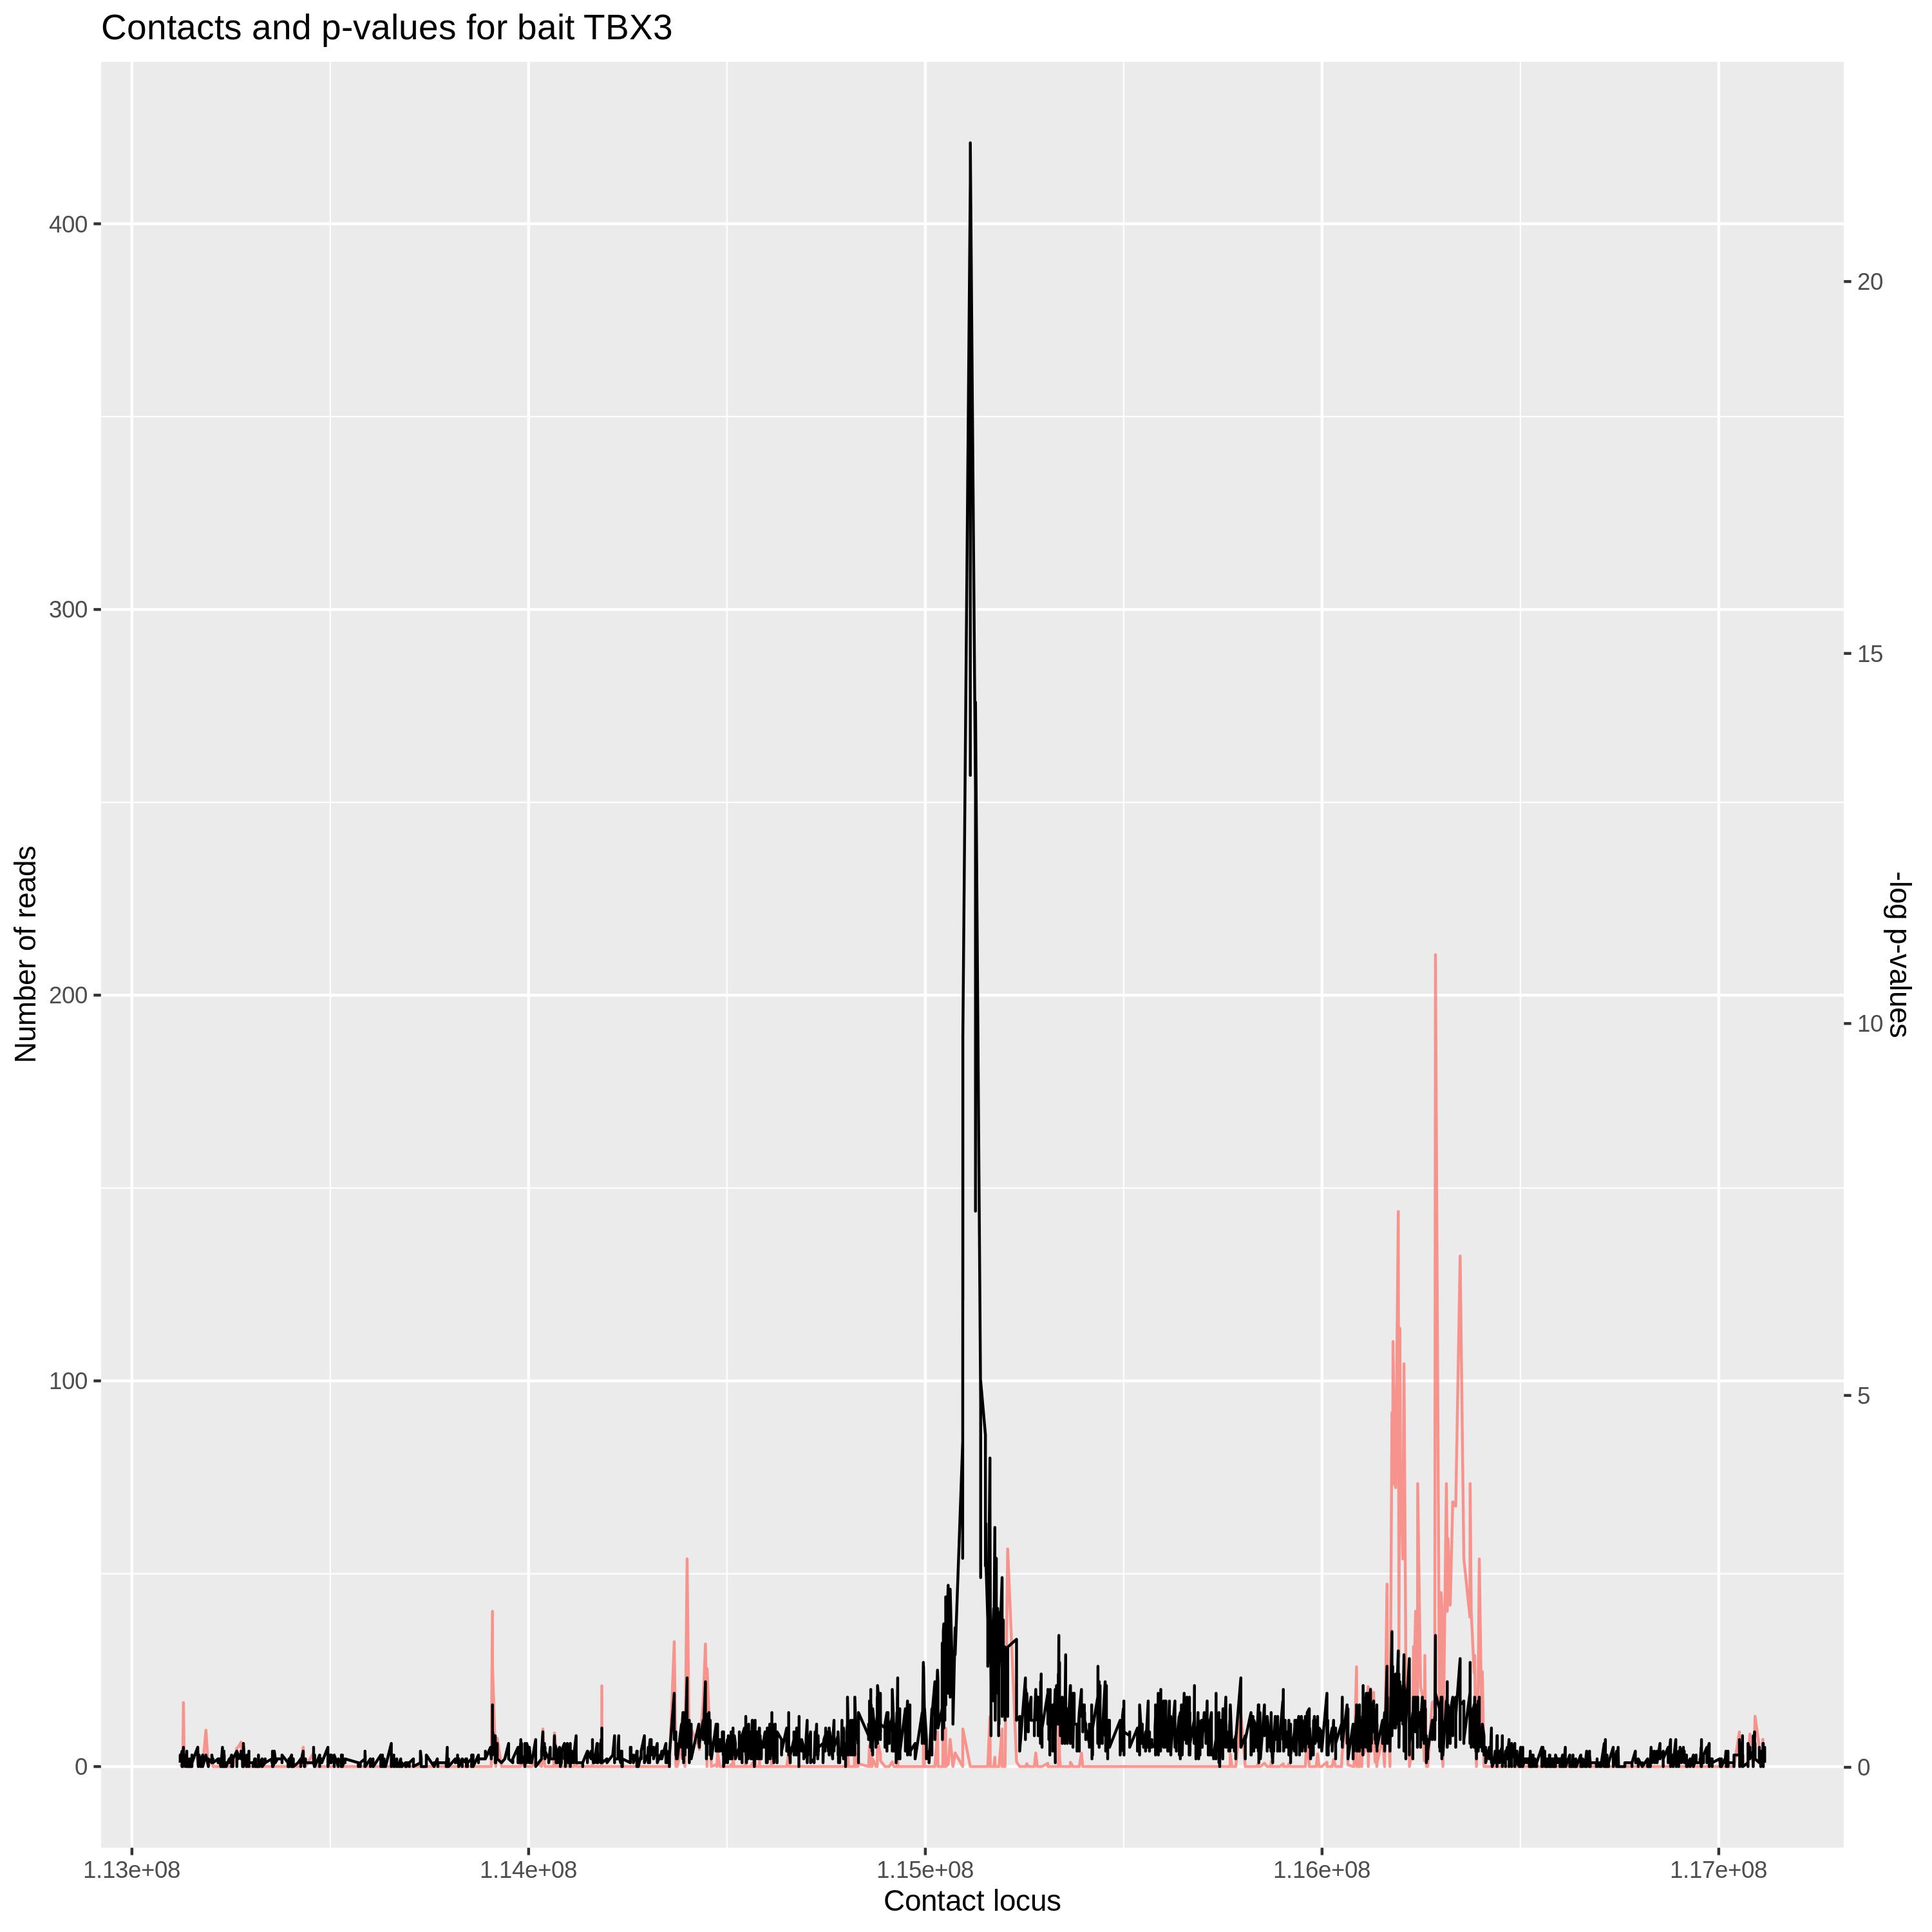 Contacts and p-values for bait TBX3
Number of reads
400
300
200
100
0
20
15
10
5
0
-log p-values
1.13e+08
1.14e+08
1.15e+08
1.16e+08
1.17e+08
Contact locus